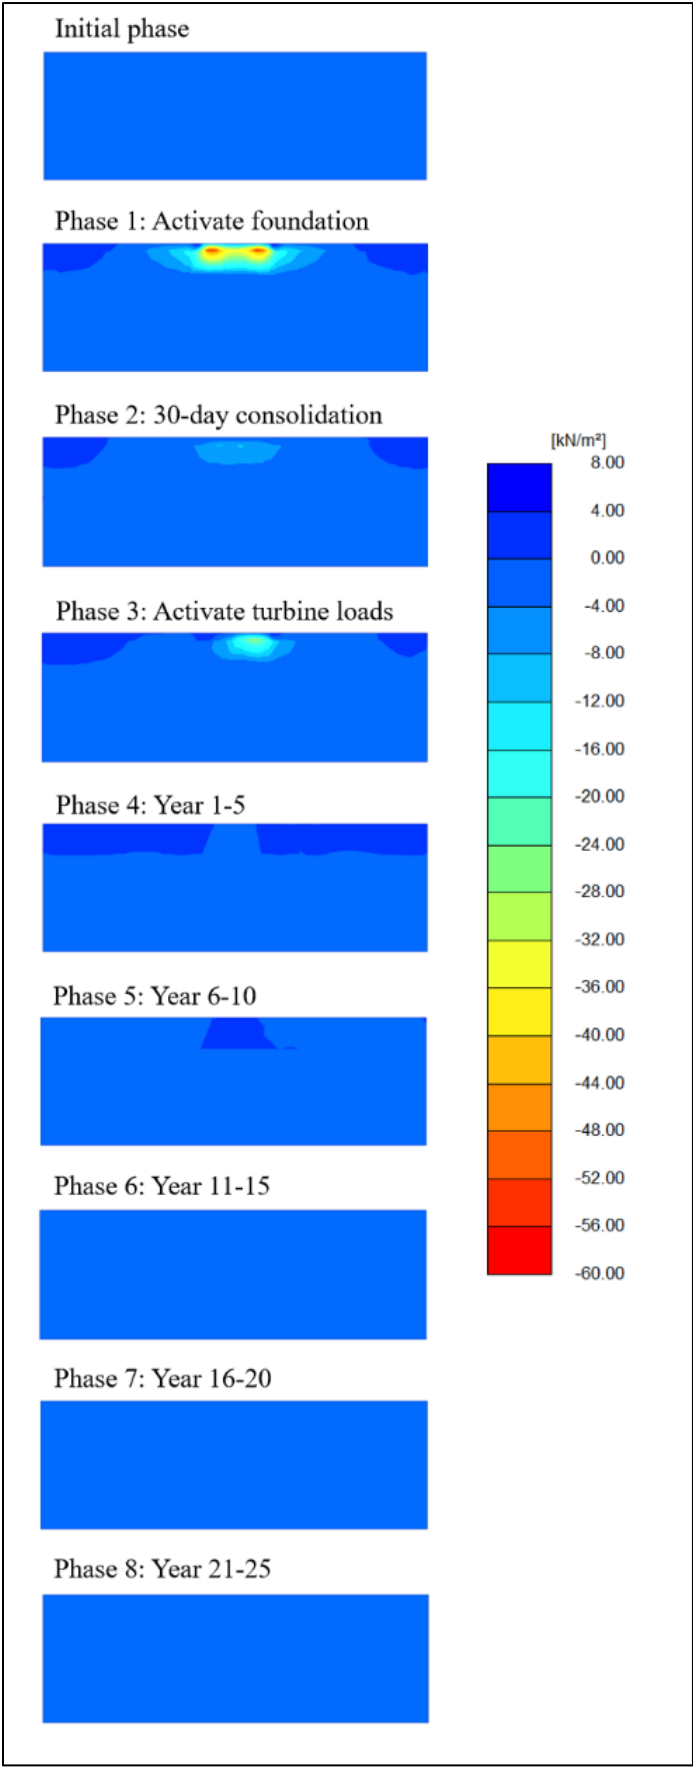 Initial phase
Phase 1: Activate foundation
Phase 2: 30-day consolidation
[kN/m²]
8.00
4.00
0.00
-4.00
-8.00
-12.00
-16.00
-20.00
-24.00
-28.00
-32.00
-36.00
-40.00
-44.00
-48.00
-52.00
-56.00
-60.00
Phase 3: Activate turbine loads
Phase 4: Year 1-5
Phase 5: Year 6-10
Phase 6: Year 11-15
Phase 7: Year 16-20
Phase 8: Year 21-25